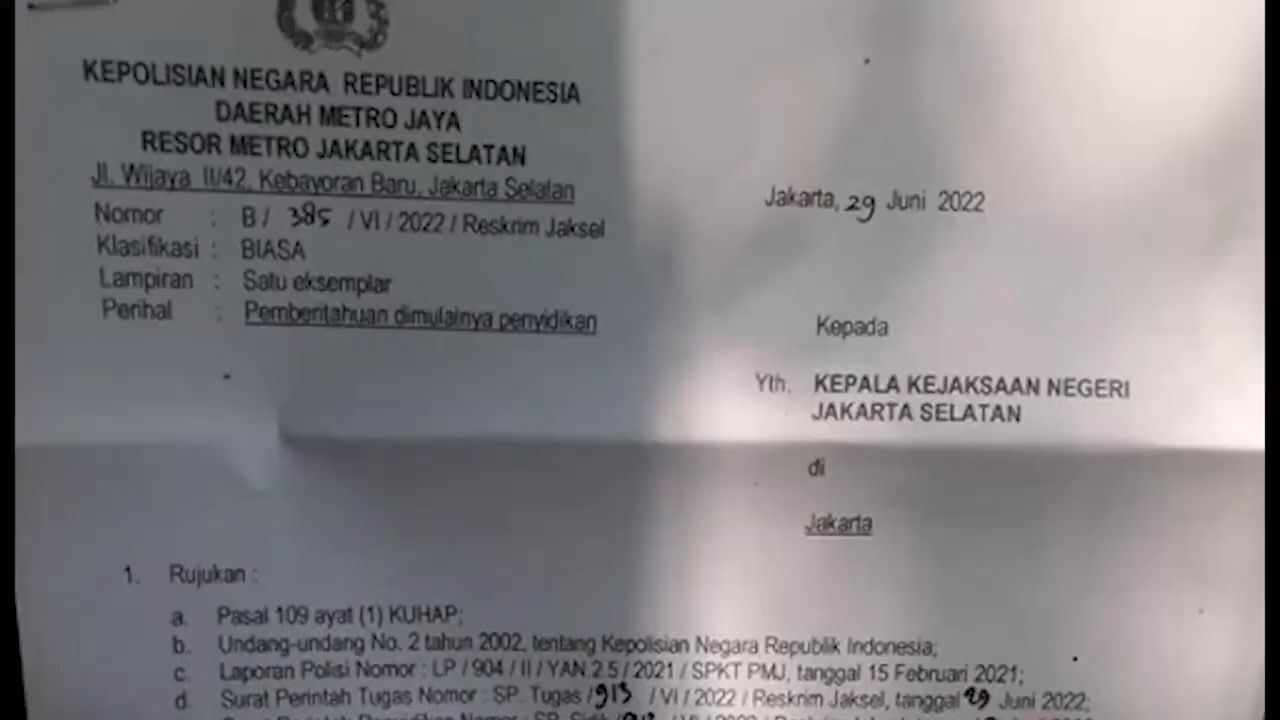 KEPOLISIAN NEGARA REPUBLIK INDONESIA
DAERAH METRO JAYA
RESOR METRO JAKARTA SELATAN
Jl. Wijaya II/42, Kebayoran Baru, Jakarta Selatan
Jakarta, 29 Juni 2022
Nomor : B / 385 / VI / 2022 / Reskrim Jaksel
Klasifikasi : BIASA
Lampiran : Satu eksemplar
Perihal : Pemberitahuan dimulainya penyidikan
Kepada
Yth. KEPALA KEJAKSAAN NEGERI
JAKARTA SELATAN
di
Jakarta
1. Rujukan :
a. Pasal 109 ayat (1) KUHAP;
b. Undang-undang No. 2 tahun 2002, tentang Kepolisian Negara Republik Indonesia;
c. Laporan Polisi Nomor : LP / 904 / II / YAN 2.5 / 2021 / SPKT PMJ, tanggal 15 Februari 2021;
d. Surat Perintah Tugas Nomor : SP. Tugas / 913 / VI / 2022 / Reskrim Jaksel, tanggal 29 Juni 2022;